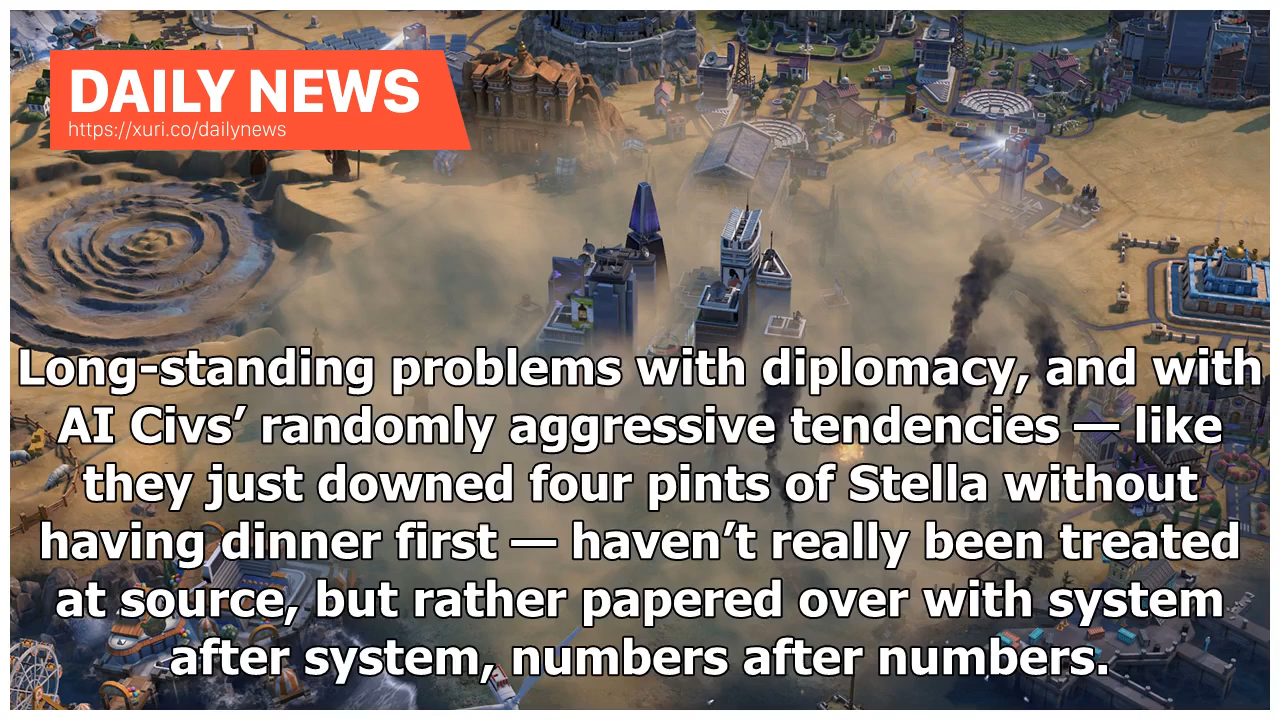 DAILY NEWS
https://xuri.co/dailynews
Long-standing problems with diplomacy, and with
AI Civs’ randomly aggressive tendencies — like
they just downed four pints of Stella without
having dinner first — haven’t really been treated
at source, but rather papered over with system
after system, numbers after numbers.